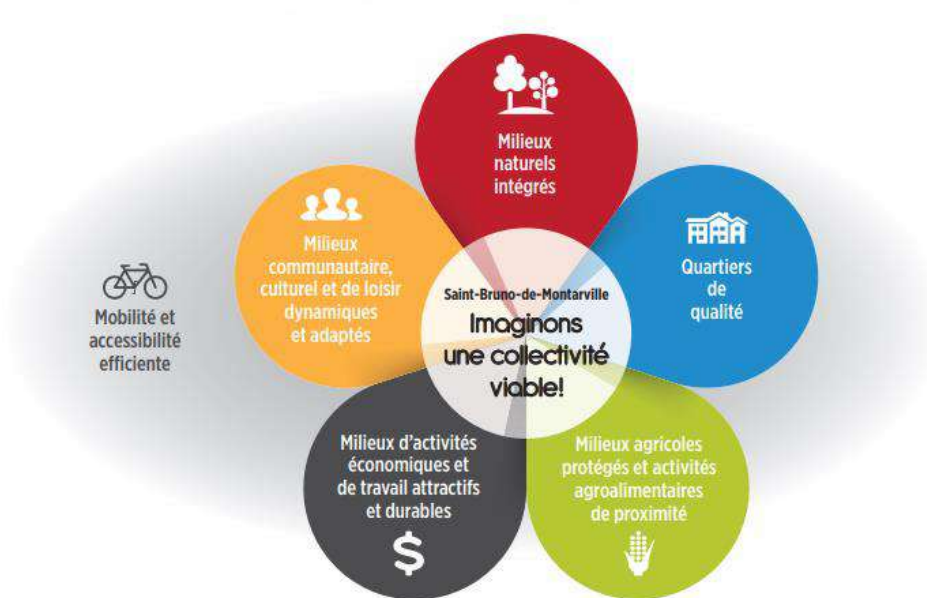 Milieux
naturels
intégrés
Milieux
communautaire,
culturel et de loisir
dynamiques
et adaptés
Quartiers
de
qualité
Mobilité et
accessibilité
efficiente
Saint-Bruno-de-Montarville
Imaginons
une collectivité
viable!
Milieux d'activités
économiques et
de travail attractifs
et durables
$
Milieux agricoles
protégés et activités
agroalimentaires
de proximité